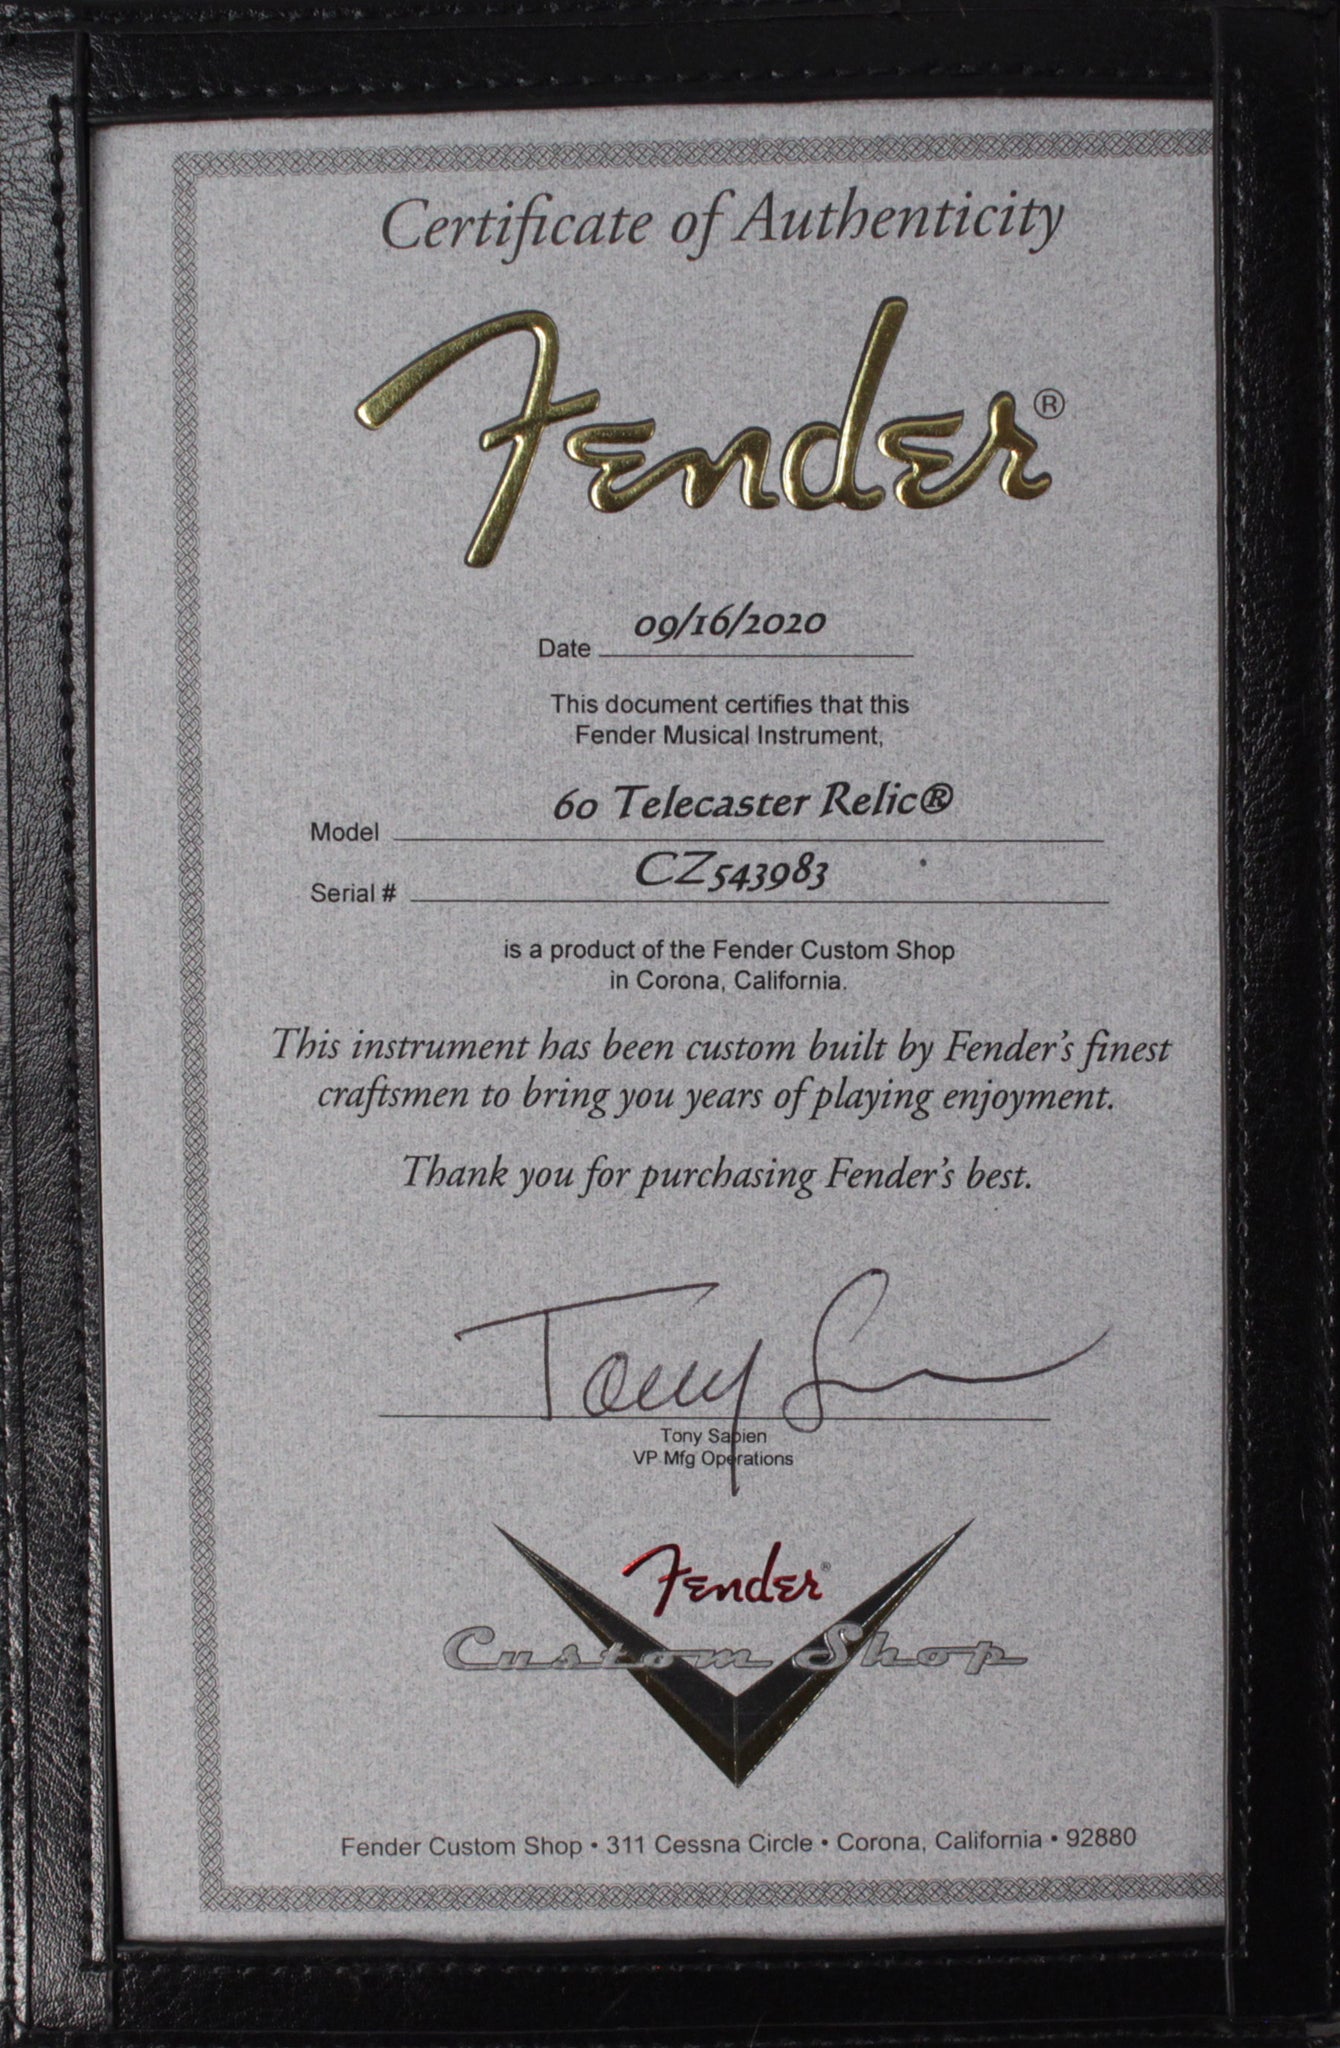 Certificate of Authenticity
Fender®
Date 09/16/2020
This document certifies that this
Fender Musical Instrument,
Model 60 Telecaster Relic®
Serial # CZ543983
is a product of the Fender Custom Shop
in Corona, California.
This instrument has been custom built by Fender's finest
craftsmen to bring you years of playing enjoyment.
Thank you for purchasing Fender's best.
Tony S
Tony Sabien
VP Mfg Operations
Fender®
Custom Shop
Fender Custom Shop • 311 Cessna Circle • Corona, California • 92880